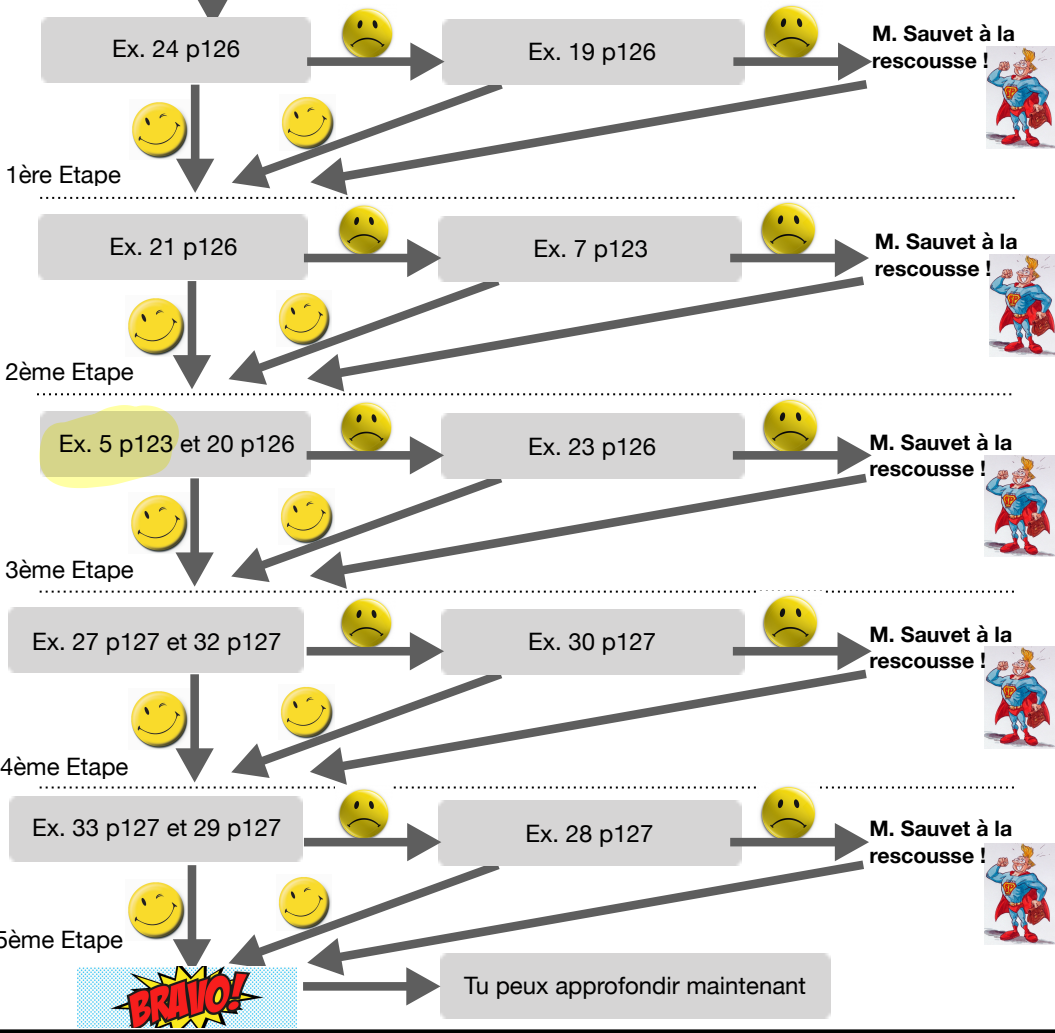 Ex. 24 p126
Ex. 19 p126
M. Sauvet à la
rescousse !
1ère Etape
Ex. 21 p126
Ex. 7 p123
M. Sauvet à la
rescousse !
2ème Etape
Ex. 5 p123 et 20 p126
Ex. 23 p126
M. Sauvet à la
rescousse !
3ème Etape
Ex. 27 p127 et 32 p127
Ex. 30 p127
M. Sauvet à la
rescousse !
4ème Etape
Ex. 33 p127 et 29 p127
Ex. 28 p127
M. Sauvet à la
rescousse !
5ème Etape
BRAVO!
Tu peux approfondir maintenant